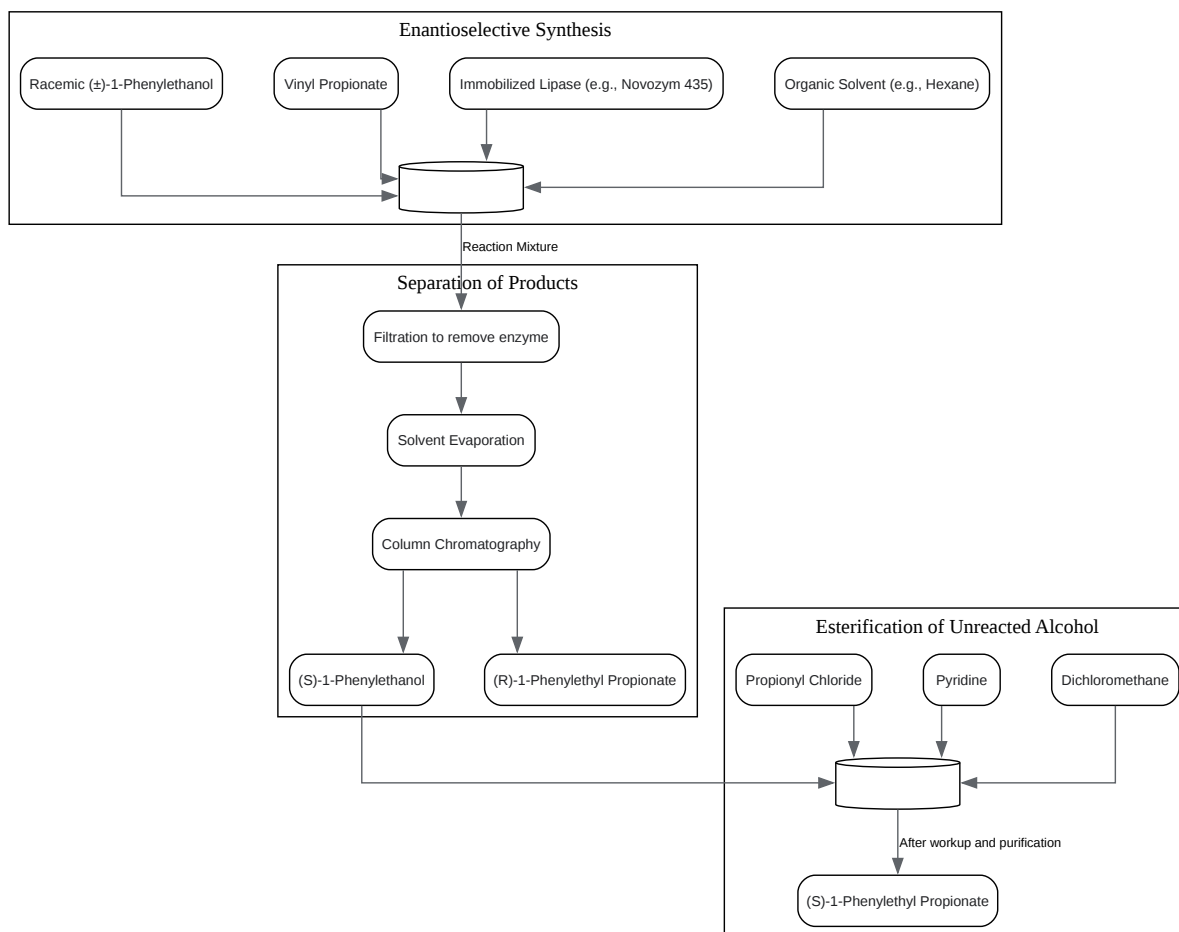 Enantioselective Synthesis
Racemic (±)-1-Phenylethanol
Vinyl Propionate
Immobilized Lipase (e.g., Novozym 435)
Organic Solvent (e.g., Hexane)
Reaction Mixture
Separation of Products
Filtration to remove enzyme
Solvent Evaporation
Column Chromatography
(S)-1-Phenylethanol
(R)-1-Phenylethyl Propionate
Esterification of Unreacted Alcohol
Propionyl Chloride
Pyridine
Dichloromethane
After workup and purification
(S)-1-Phenylethyl Propionate